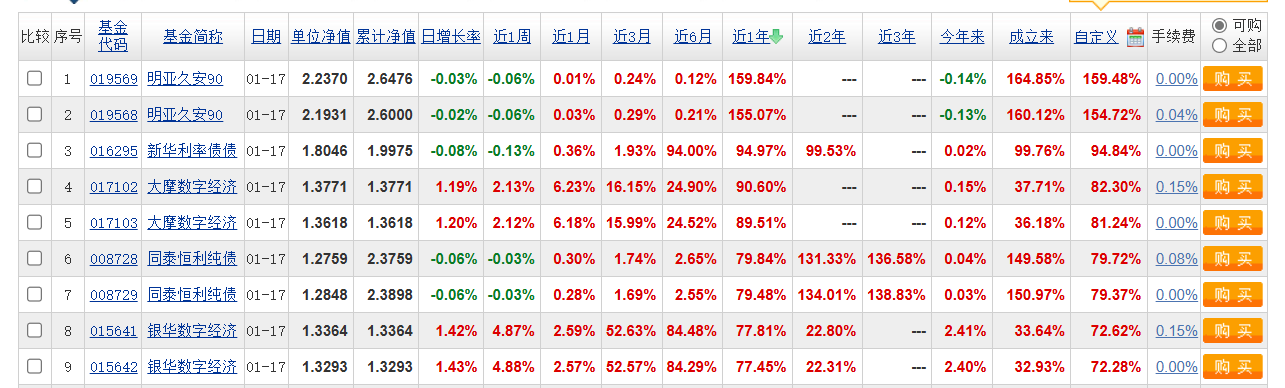 比较 序号 基金代码 基金简称 日期 单位净值 累计净值 日增长率 近1周 近1月 近3月 近6月 近1年 近2年 近3年 今年来 成立来 自定义 手续费 可购 全部
1 019569 明亚久安90 01-17 2.2370 2.6476 -0.03% -0.06% 0.01% 0.24% 0.12% 159.84% --- --- -0.14% 164.85% 159.48% 0.00% 购买
2 019568 明亚久安90 01-17 2.1931 2.6000 -0.02% -0.06% 0.03% 0.29% 0.21% 155.07% --- --- -0.13% 160.12% 154.72% 0.04% 购买
3 016295 新华利率债债 01-17 1.8046 1.9975 -0.08% -0.13% 0.36% 1.93% 94.00% 94.97% 99.53% --- 0.02% 99.76% 94.84% 0.00% 购买
4 017102 大摩数字经济 01-17 1.3771 1.3771 1.19% 2.13% 6.23% 16.15% 24.90% 90.60% --- --- 0.15% 37.71% 82.30% 0.15% 购买
5 017103 大摩数字经济 01-17 1.3618 1.3618 1.20% 2.12% 6.18% 15.99% 24.52% 89.51% --- --- 0.12% 36.18% 81.24% 0.00% 购买
6 008728 同泰恒利纯债 01-17 1.2759 2.3759 -0.06% -0.03% 0.30% 1.74% 2.65% 79.84% 131.33% 136.58% 0.04% 149.58% 79.72% 0.08% 购买
7 008729 同泰恒利纯债 01-17 1.2848 2.3898 -0.06% -0.03% 0.28% 1.69% 2.55% 79.48% 134.01% 138.83% 0.03% 150.97% 79.37% 0.00% 购买
8 015641 银华数字经济 01-17 1.3364 1.3364 1.42% 4.87% 2.59% 52.63% 84.48% 77.81% 22.80% --- 2.41% 33.64% 72.62% 0.15% 购买
9 015642 银华数字经济 01-17 1.3293 1.3293 1.43% 4.88% 2.57% 52.57% 84.29% 77.45% 22.31% --- 2.40% 32.93% 72.28% 0.00% 购买